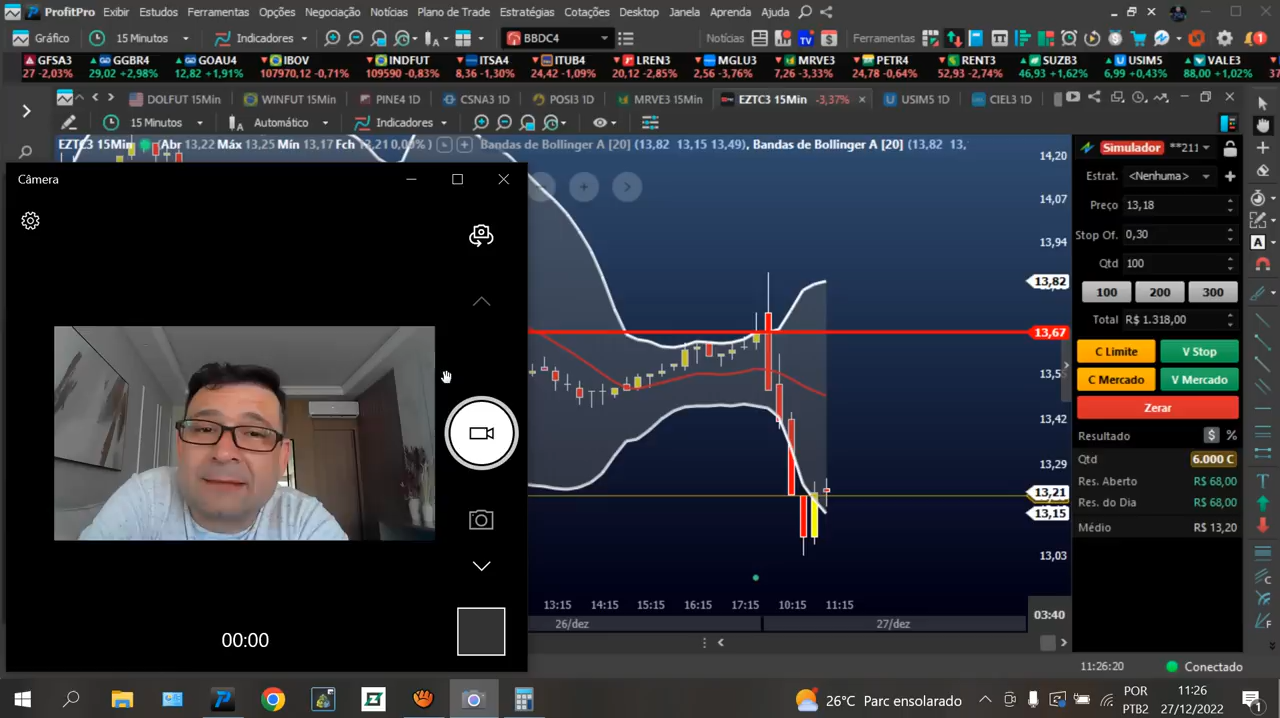 ProfitPro Exibir Estudos Ferramentas Opções Negociação Notícias Plano de Trade Estratégias Cotações Desktop Janela Aprenda Ajuda
Gráfico 15 Minutos Indicadores BBDC4 Notícias TV $ Ferramentas
GFSA3 GGBR4 GOAU4 IBOV INDFUT ITSA4 ITUB4 LREN3 MGLU3 MRVE3 PETR4 RENT3 SUZB3 USIM5 VALE3
27 -2,03% 29,02 +2,98% 12,82 +1,91% 107970,12 -0,71% 109590 -0,83% 8,36 -1,30% 24,42 -1,09% 20,12 -2,85% 2,56 -3,76% 7,26 -3,33% 24,78 -0,64% 52,93 -2,74% 46,93 +1,62% 6,99 +0,43% 88,00 +1,02%
DOLFUT 15Min WINFUT 15Min PINE4 1D CSNA3 1D POSI3 1D MRVE3 15Min EZTC3 15Min -3,37% USIM5 1D CIEL3 1D
15 Minutos Automático Indicadores
EZTC3 15Min Abr 13,22 Máx 13,25 Mín 13,17 Fch 13,21 0,00% Bandas de Bollinger A [20] (13,82 13,15 13,49), Bandas de Bollinger A [20] (13,82 13,
Câmera
00:00
14,20
14,07
13,94
13,82
13,67
13,42
13,29
13,21
13,15
13,03
13:15 14:15 15:15 16:15 17:15 10:15 11:15
26/dez 27/dez
03:40
Simulador **211
Estrat. <Nenhuma>
Preço 13,18
Stop Of. 0,30
Qtd 100
100 200 300
Total R$ 1.318,00
C Limite V Stop
C Mercado V Mercado
Zerar
Resultado $ %
Qtd 6.000 C
Res. Aberto R$ 68,00
Res. do Dia R$ 68,00
Médio R$ 13,20
11:26:20 Conectado
26°C Parc ensolarado
POR
PTB2
11:26
27/12/2022